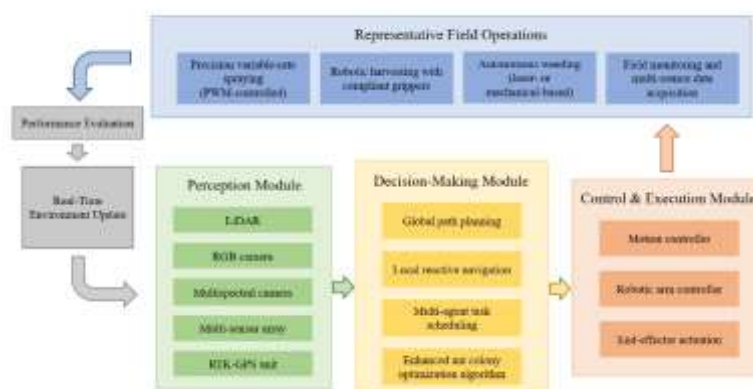 Representative Field Operations
Precision variable-rate
spraying
(PWM-controlled)
Robotic harvesting with
compliant grippers
Autonomous weeding
(laser- or
mechanical-based)
Field monitoring and
multi-source data
acquisition
Performance Evaluation
Real-Time
Environment Update
Perception Module
LiDAR
RGB camera
Multispectral camera
Multi-sensor array
RTK-GPS unit
Decision-Making Module
Global path planning
Local reactive navigation
Multi-agent task
scheduling
Enhanced ant colony
optimization algorithm
Control & Execution Module
Motion controller
Robotic arm controller
End-effector actuation